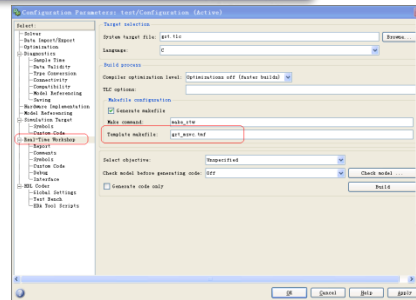 Configuration Parameters: test/Configuration (Active)
Select:
Solver
Data Import/Export
Optimization
Diagnostics
Sample Time
Data Validity
Type Conversion
Connectivity
Compatibility
Model Referencing
Saving
Hardware Implementation
Model Referencing
Simulation Target
Symbols
Custom Code
Real-Time Workshop
Report
Comments
Symbols
Custom Code
Debug
Interface
HDL Coder
Global Settings
Test Bench
EDA Tool Scripts
Target selection
System target file: grt.tlc
Browse...
Language: C
Build process
Compiler optimization level: Optimizations off (faster builds)
TLC options:
Makefile configuration
Generate makefile
Make command: make_rtw
Template makefile: grt_msvc.tmf
Select objective: Unspecified
Check model before generating code: Off
Check model ...
Generate code only
Build
OK Cancel Help Apply